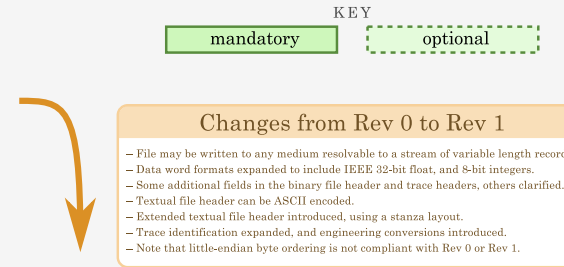 KEY
mandatory
optional
Changes from Rev 0 to Rev 1
– File may be written to any medium resolvable to a stream of variable length
– Data word formats expanded to include IEEE 32-bit float, and 8-bit integers.
– Some additional fields in the binary file header and trace headers, others clarified.
– Textual file header can be ASCII encoded.
– Extended textual file header introduced, using a stanza layout.
– Trace identification expanded, and engineering conversions introduced.
– Note that little-endian byte ordering is not compliant with Rev 0 or Rev 1.